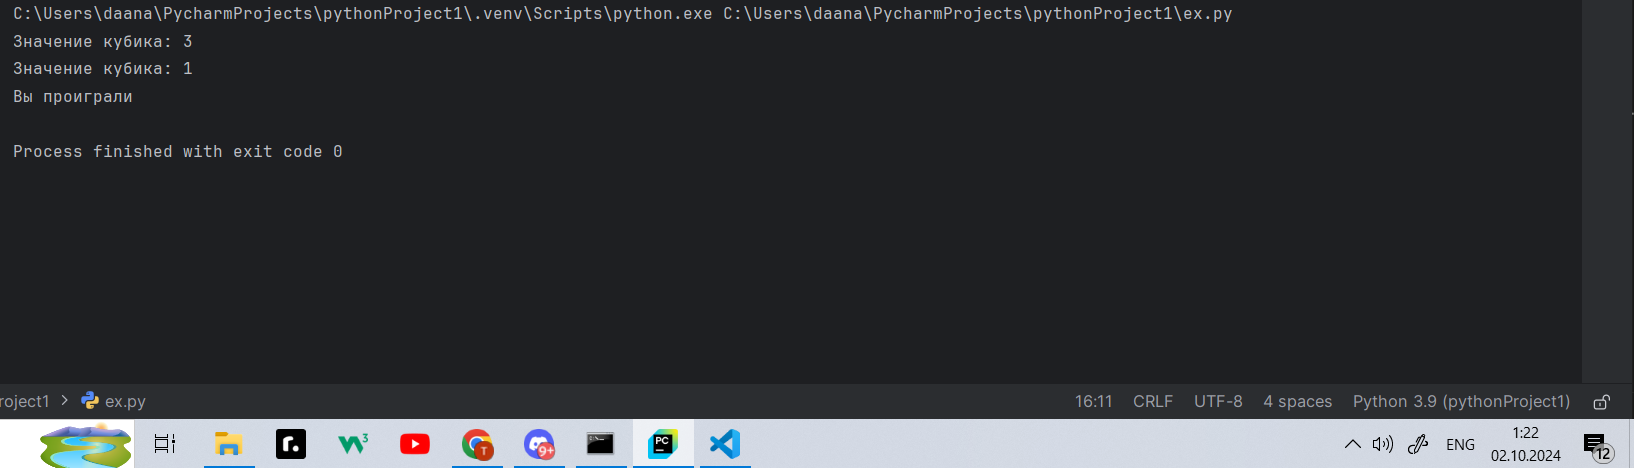 C:\Users\daana\PycharmProjects\pythonProject1\.venv\Scripts\python.exe C:\Users\daana\PycharmProjects\pythonProject1\ex.py
Значение кубика: 3
Значение кубика: 1
Вы проиграли
Process finished with exit code 0
roject1 > ex.py 16:11 CRLF UTF-8 4 spaces Python 3.9 (pythonProject1)
r. W3 T 9+ C:\. PC ENG 1:22 12
02.10.2024